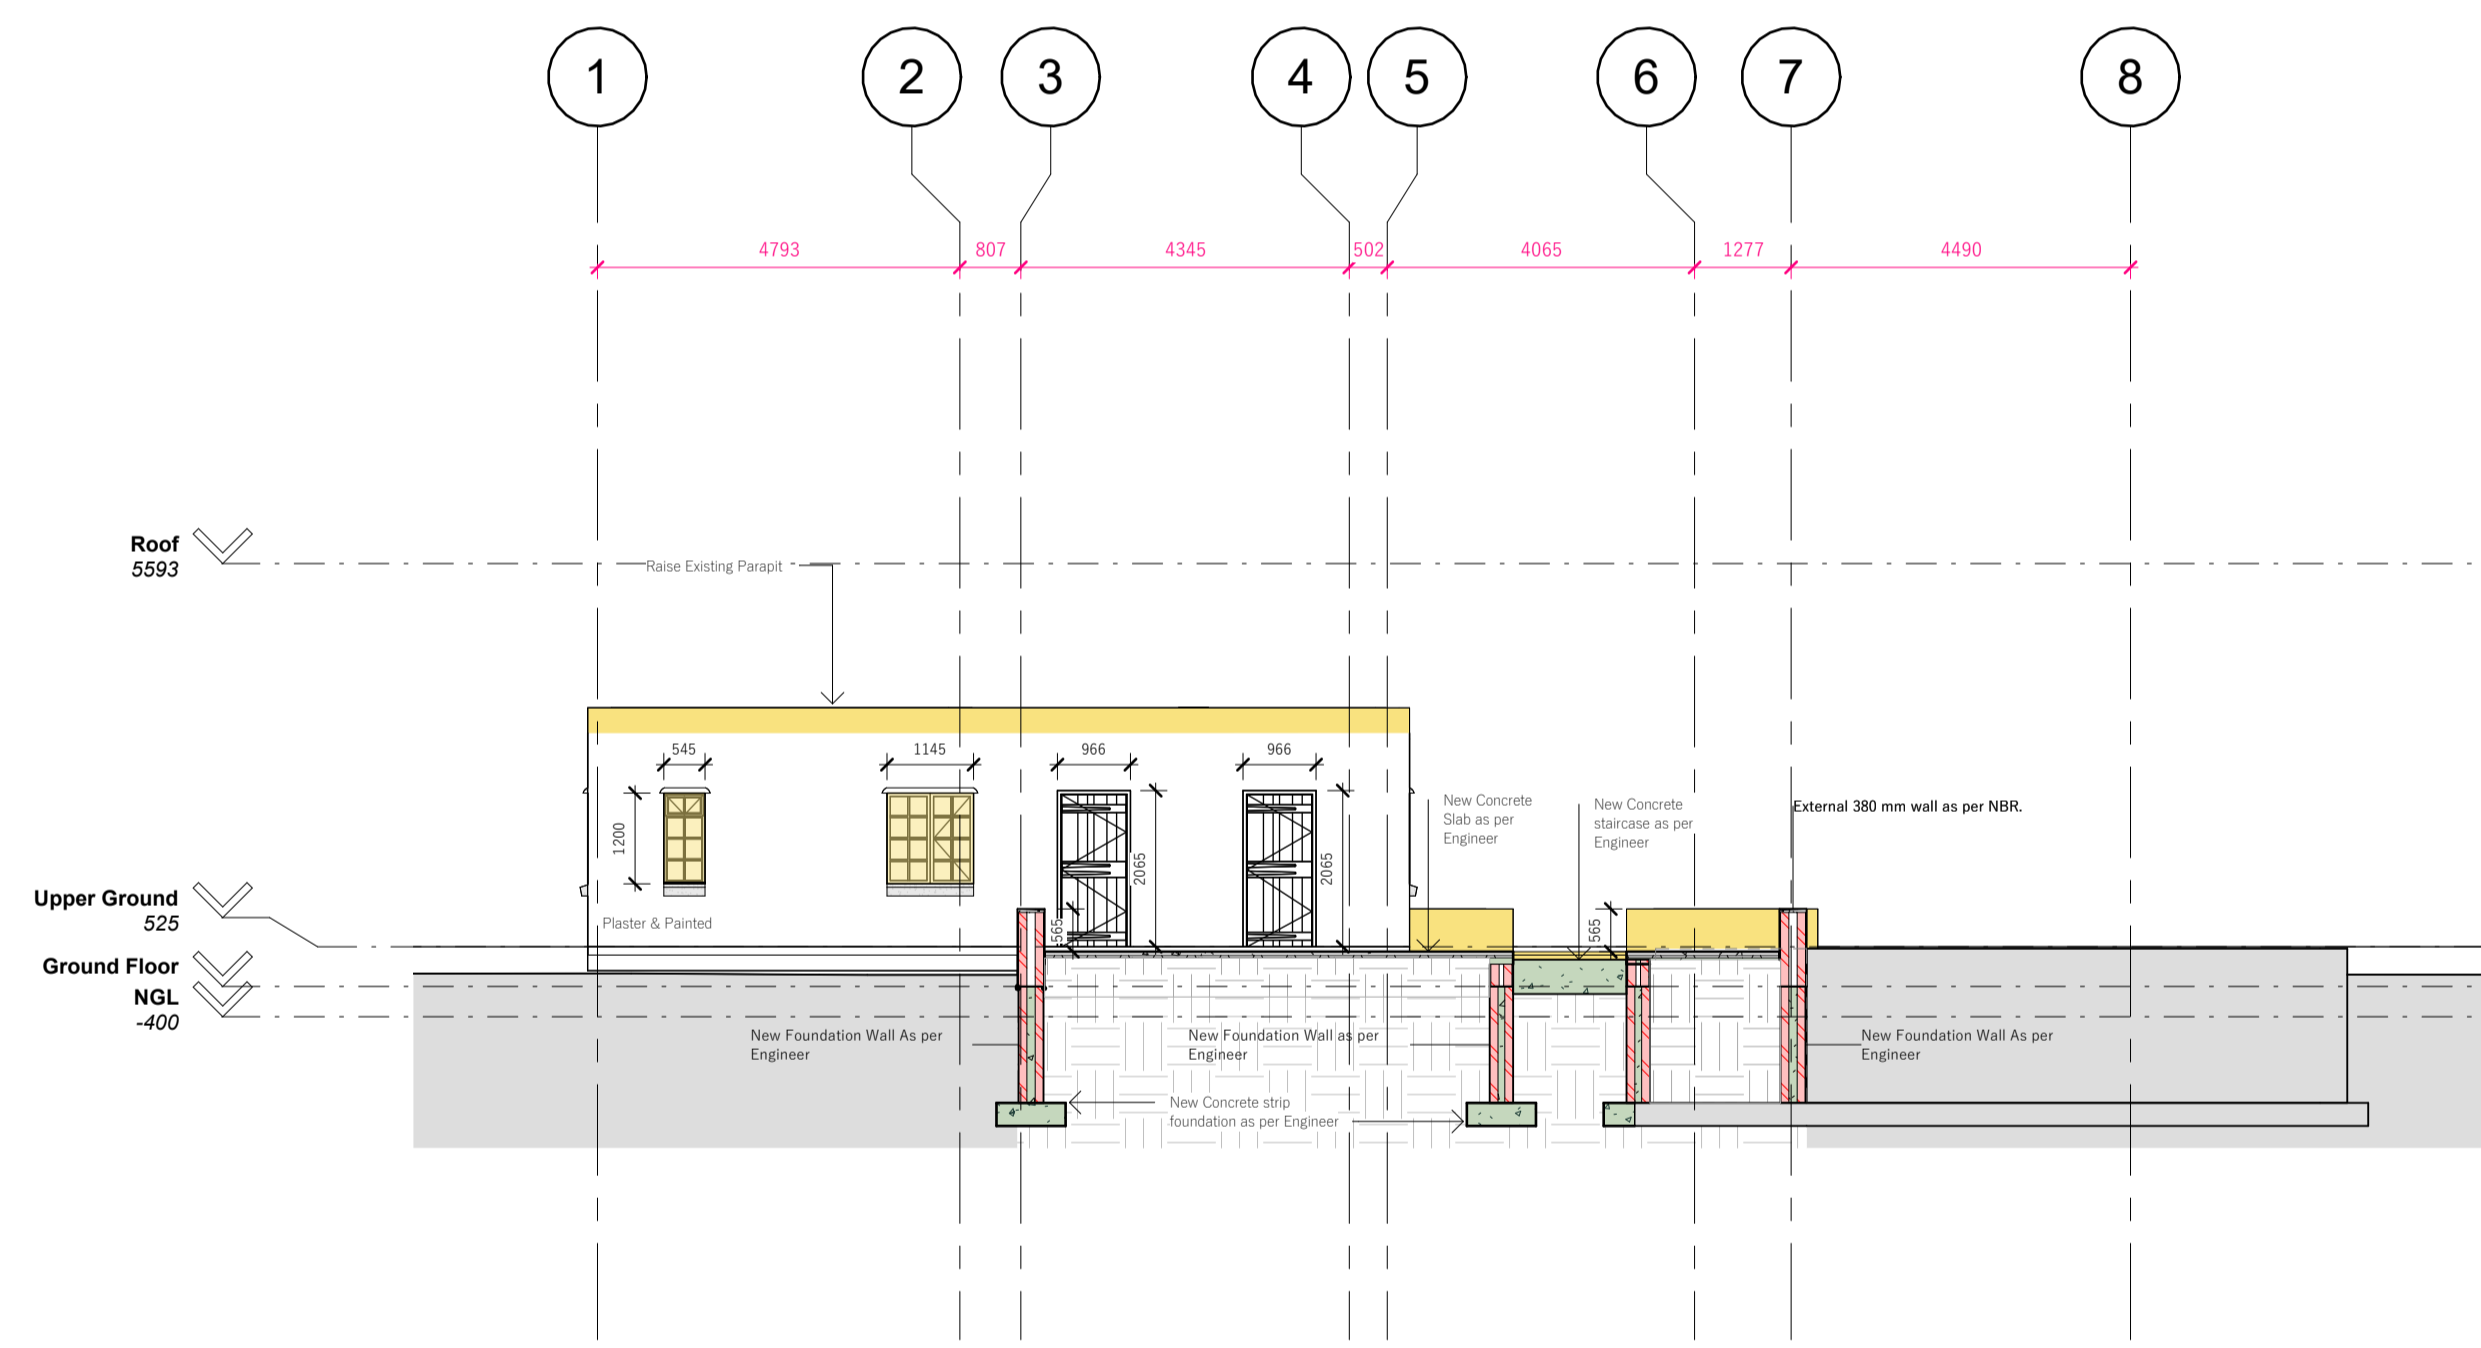 1 2 3 4 5 6 7 8
4793 807 4345 502 4065 1277 4490
Roof
5593
Raise Existing Parapit
545 1145 966 966
1200
2065
2065
New Concrete
Slab as per
Engineer
New Concrete
staircase as per
Engineer
External 380 mm wall as per NBR.
Upper Ground
525
Plaster & Painted
565
565
Ground Floor
NGL
-400
New Foundation Wall As per
Engineer
New Foundation Wall as per
Engineer
New Foundation Wall As per
Engineer
New Concrete strip
foundation as per Engineer